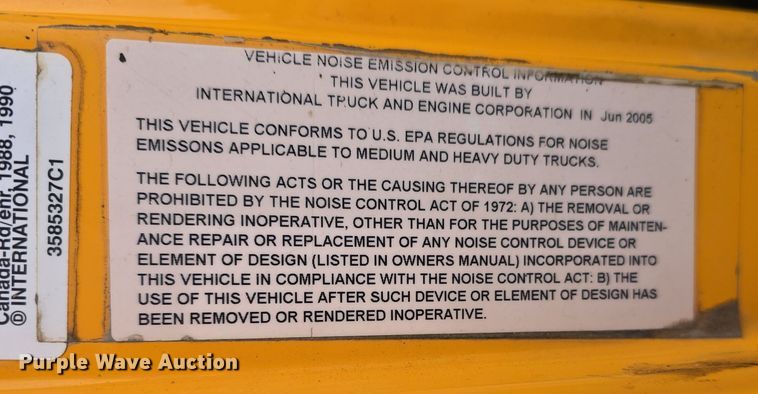 Canada-Rd/enr, 1988, 1990
© INTERNATIONAL
3585327C1
VEHICLE NOISE EMISSION CONTROL INFORMATION
THIS VEHICLE WAS BUILT BY
INTERNATIONAL TRUCK AND ENGINE CORPORATION IN Jun 2005
THIS VEHICLE CONFORMS TO U.S. EPA REGULATIONS FOR NOISE
EMISSONS APPLICABLE TO MEDIUM AND HEAVY DUTY TRUCKS.
THE FOLLOWING ACTS OR THE CAUSING THEREOF BY ANY PERSON ARE
PROHIBITED BY THE NOISE CONTROL ACT OF 1972: A) THE REMOVAL OR
RENDERING INOPERATIVE, OTHER THAN FOR THE PURPOSES OF MAINTEN-
ANCE REPAIR OR REPLACEMENT OF ANY NOISE CONTROL DEVICE OR
ELEMENT OF DESIGN (LISTED IN OWNERS MANUAL) INCORPORATED INTO
THIS VEHICLE IN COMPLIANCE WITH THE NOISE CONTROL ACT: B) THE
USE OF THIS VEHICLE AFTER SUCH DEVICE OR ELEMENT OF DESIGN HAS
BEEN REMOVED OR RENDERED INOPERATIVE.
Purple Wave Auction